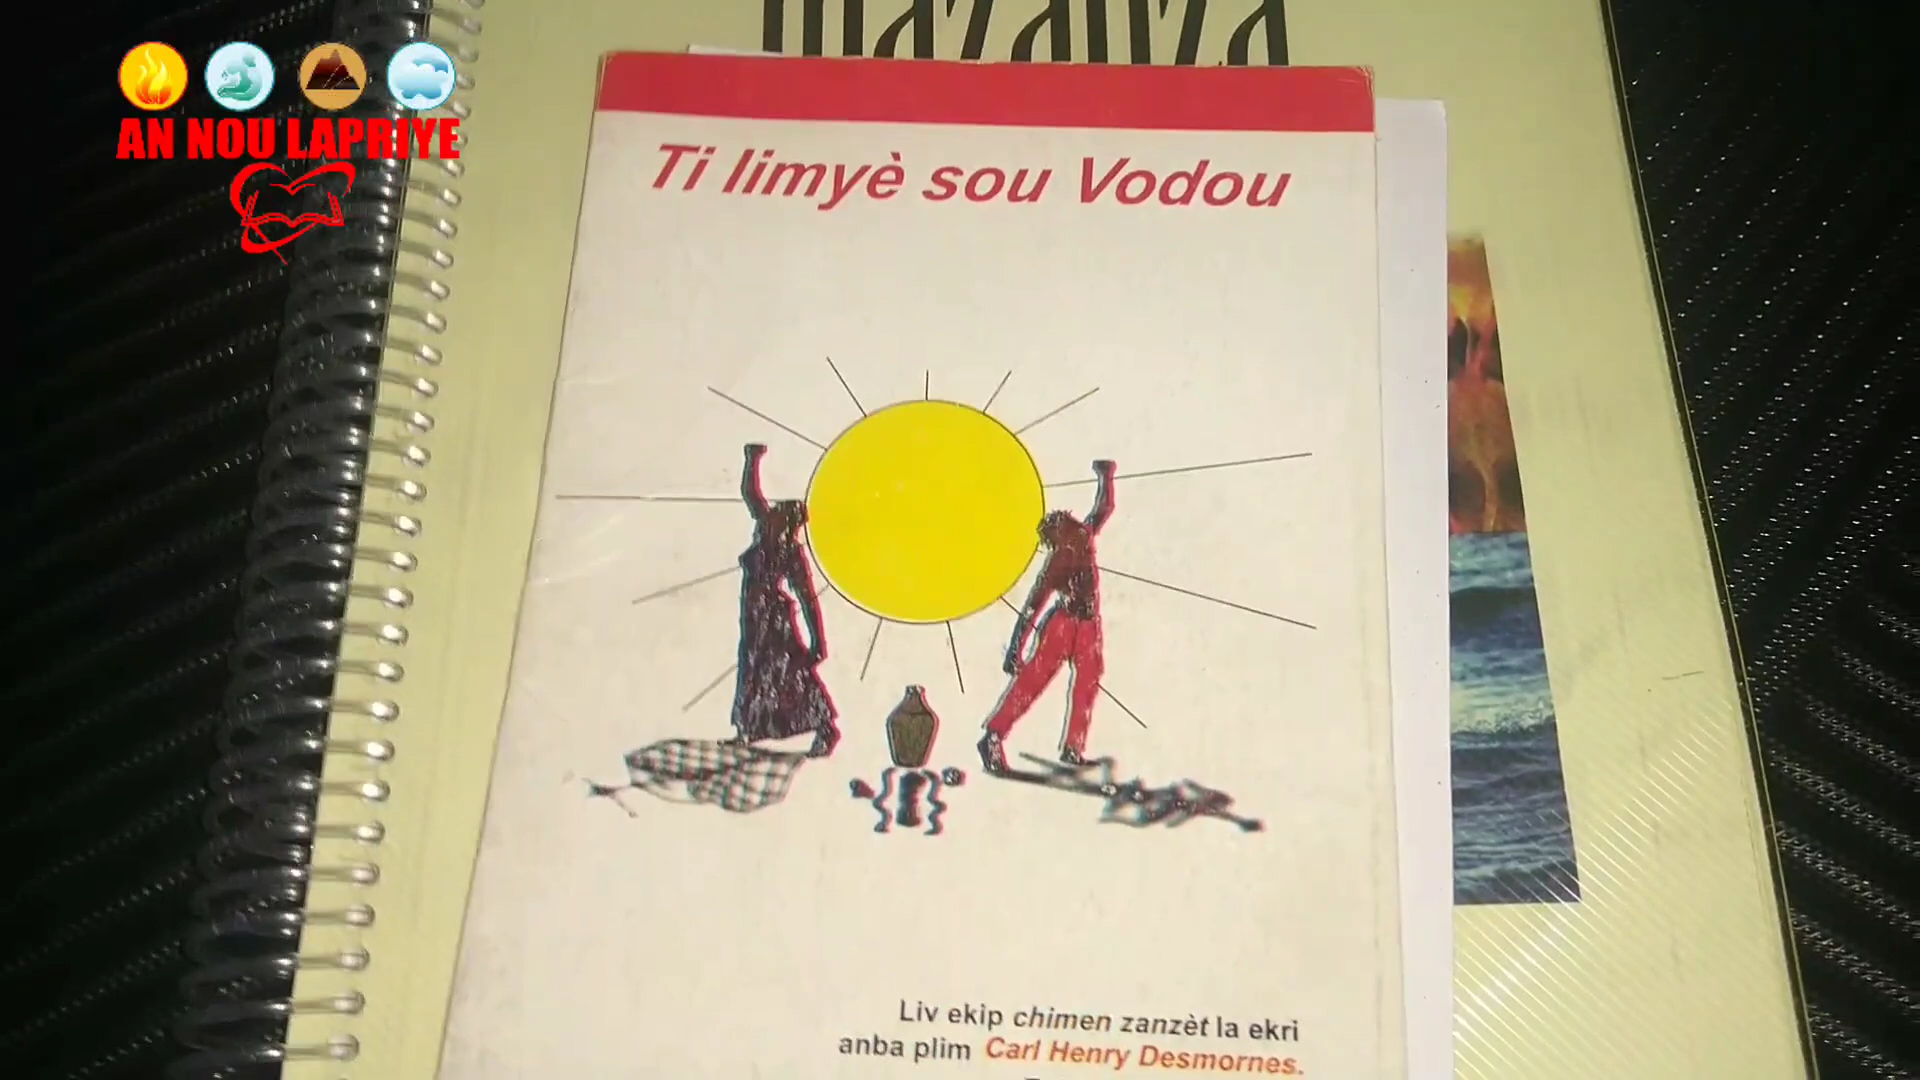 AN NOU LAPRIYE
Ti limyè sou Vodou
Liv ekip chimen zanzèt la ekri
anba plim Carl Henry Desmornes.